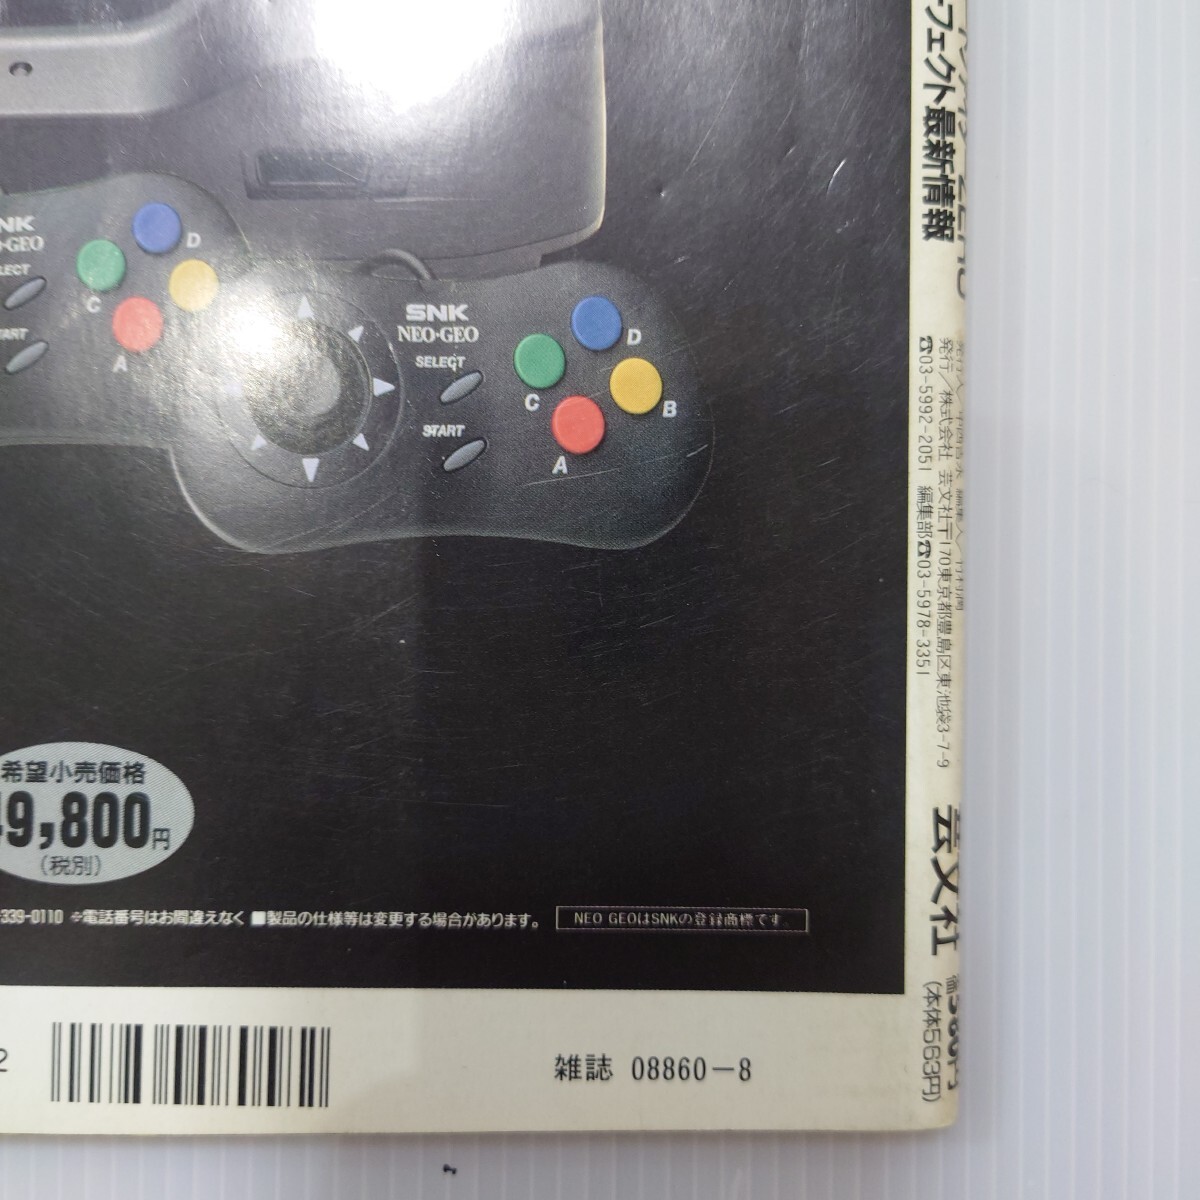 SNK
NEO•GEO
SELECT
START
D
C
B
A
D
C
A
希望小売価格
49,800円
(税別)
-339-0110 ※電話番号はお間違えなく ■製品の仕様等は変更する場合があります。
NEO GEOはSNKの登録商標です。
雑誌 08860-8
2
フェクト最新情報
発行/株式会社 芸文社 〒170東京都豊島区東池袋3-7-9
☎03-5992-2051 編集部☎03-5978-3351
芸文社
(本体563円)